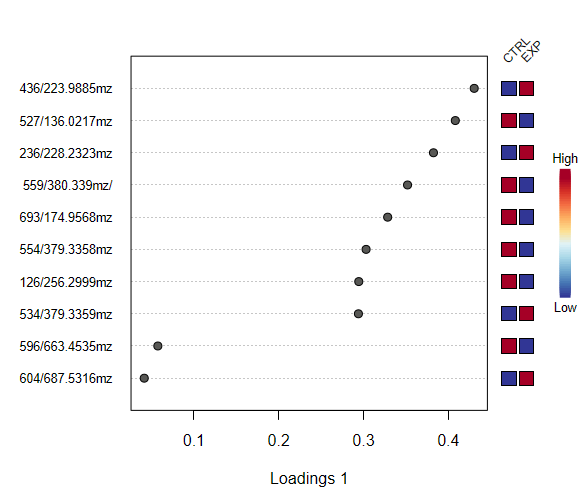 CTRL
EXP
436/223.9885mz
527/136.0217mz
236/228.2323mz
559/380.339mz/
693/174.9568mz
554/379.3358mz
126/256.2999mz
534/379.3359mz
596/663.4535mz
604/687.5316mz
High
Low
0.1 0.2 0.3 0.4
Loadings 1